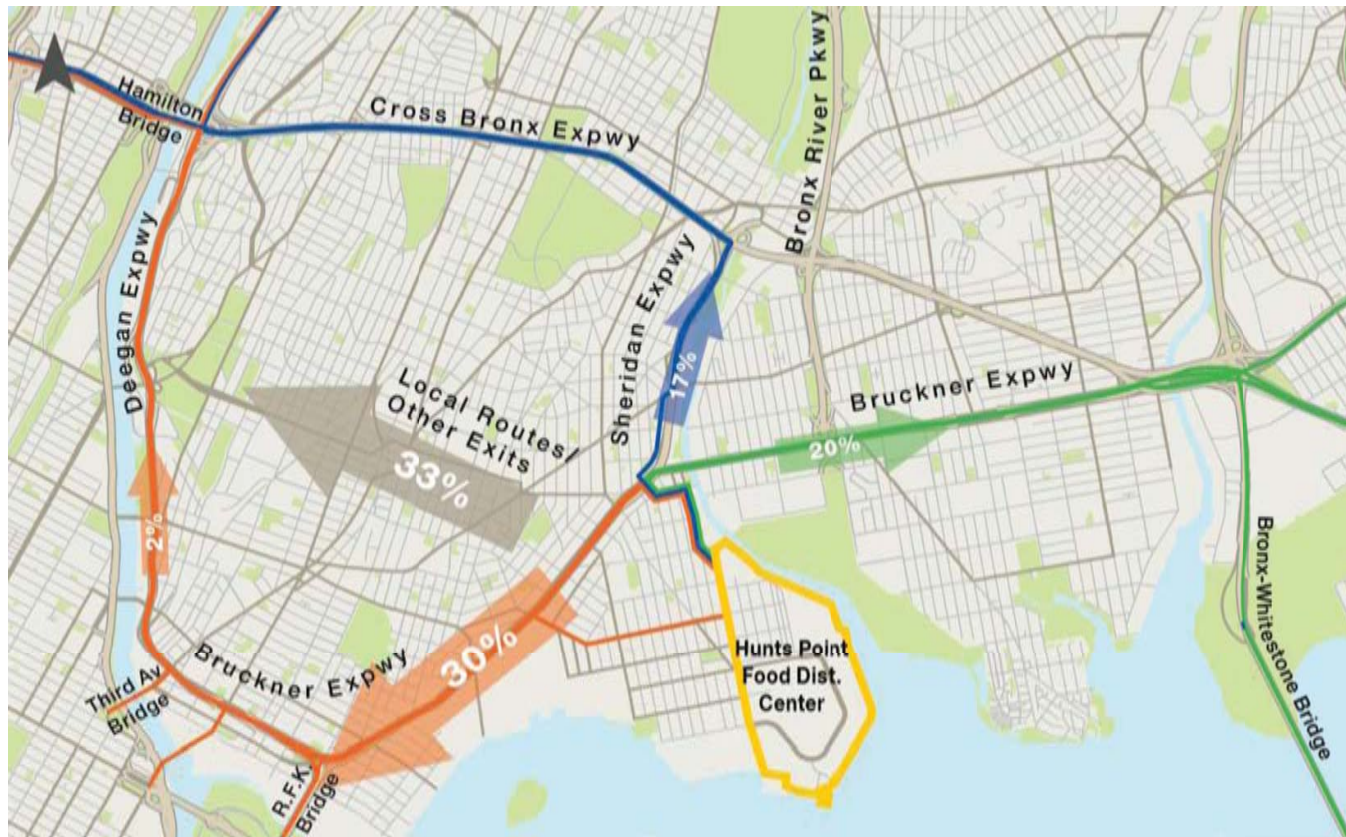 Hamilton
Bridge
Cross Bronx Expwy
Bronx River Pkwy
Deegan Expwy
Sheridan Expwy
17%
Local Routes/
Other Exits
33%
Bruckner Expwy
20%
2%
30%
Bruckner Expwy
Third Av
Bridge
R.F.K.
Bridge
Hunts Point
Food Dist.
Center
Bronx-Whitestone Bridge